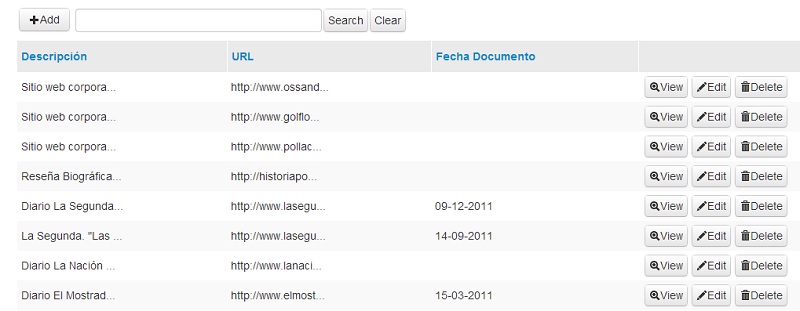 Add Search Clear
Descripción URL Fecha Documento
Sitio web corpora... http://www.ossand... View Edit Delete
Sitio web corpora... http://www.golflo... View Edit Delete
Sitio web corpora... http://www.pollac... View Edit Delete
Reseña Biográfica... http://historiapo... View Edit Delete
Diario La Segunda... http://www.lasegu... 09-12-2011 View Edit Delete
La Segunda. "Las ... http://www.lasegu... 14-09-2011 View Edit Delete
Diario La Nación ... http://www.lanaci... View Edit Delete
Diario El Mostrad... http://www.elmost... 15-03-2011 View Edit Delete